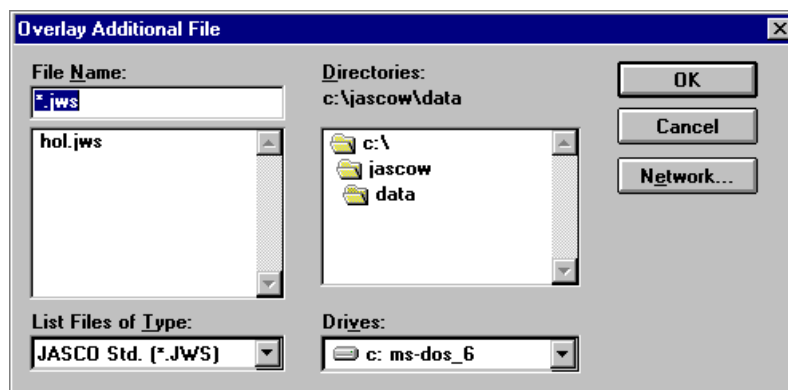 Overlay Additional File
File Name:
*.jws
hol.jws
List Files of Type:
JASCO Std. (*.JWS)
Directories:
c:\jascow\data
c:\
jascow
data
Drives:
c: ms-dos_6
OK
Cancel
Network...